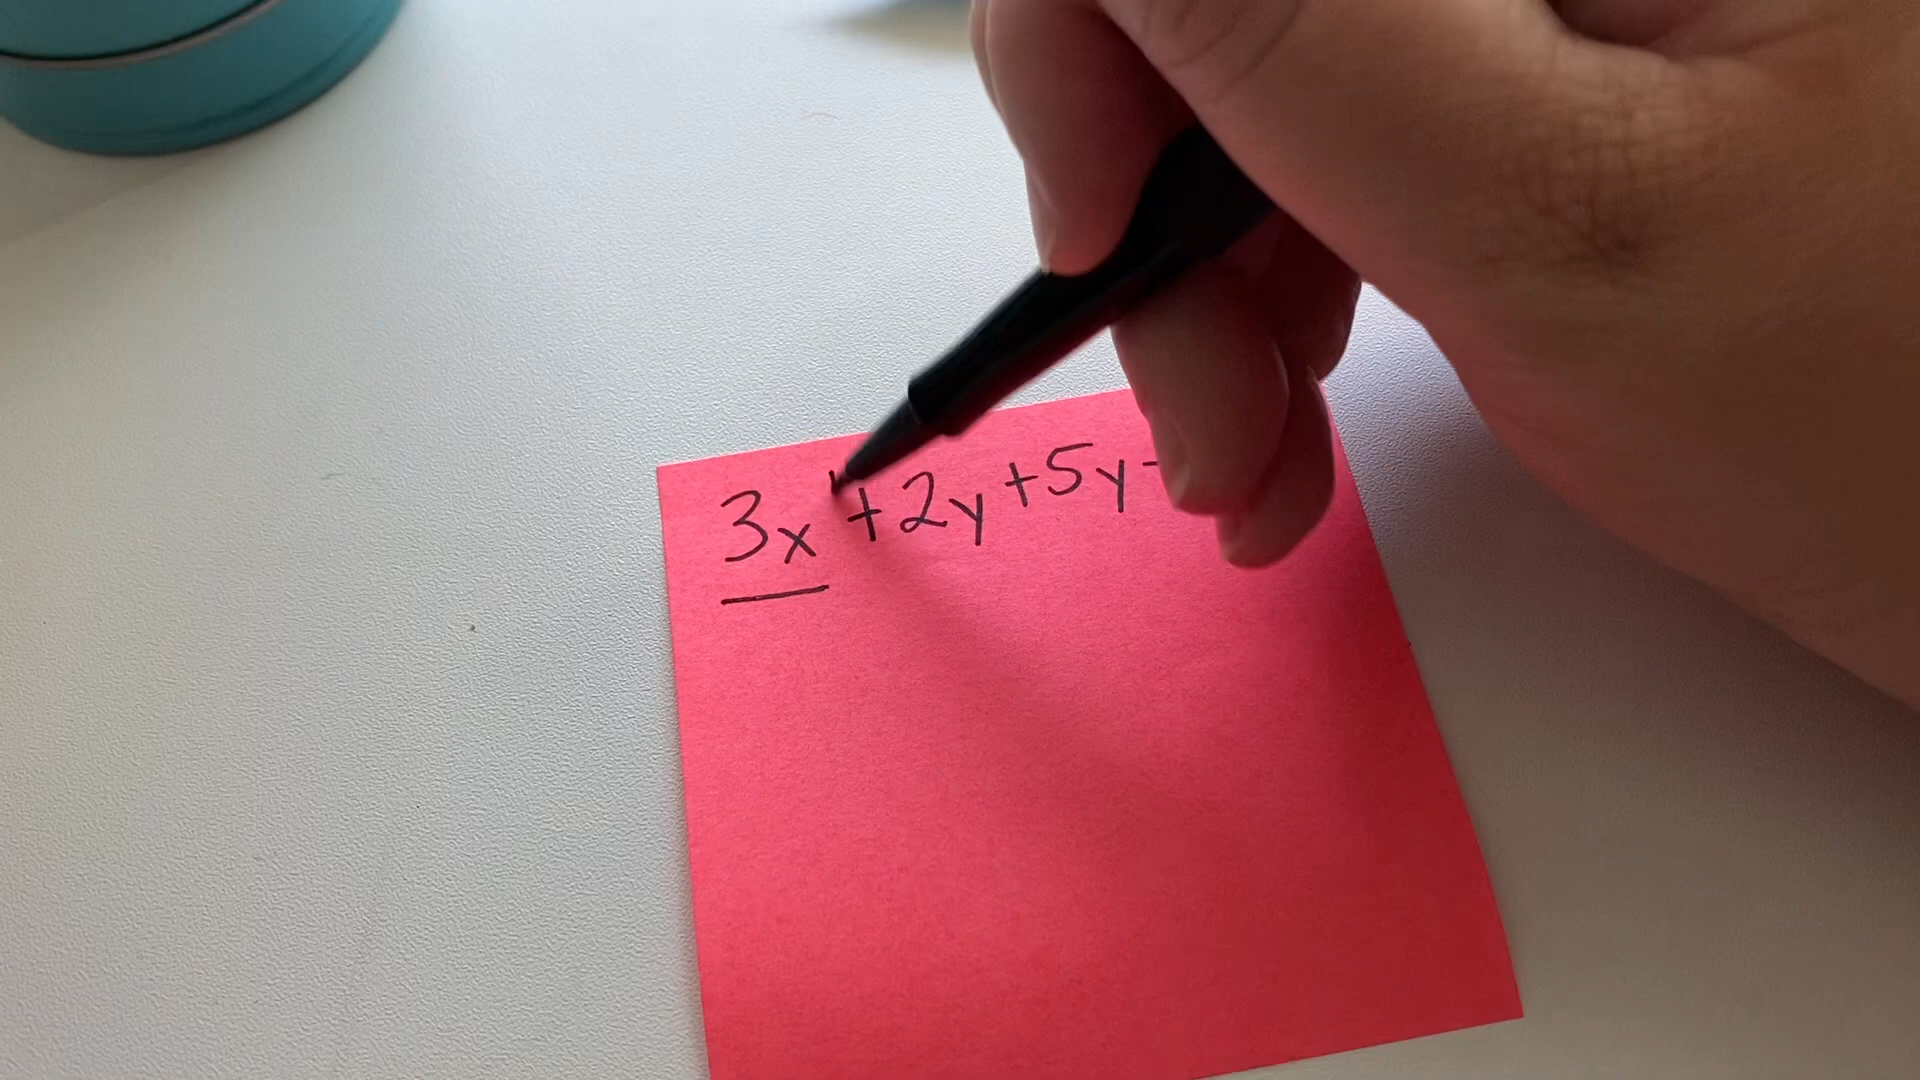 3x + 2y + 5y -